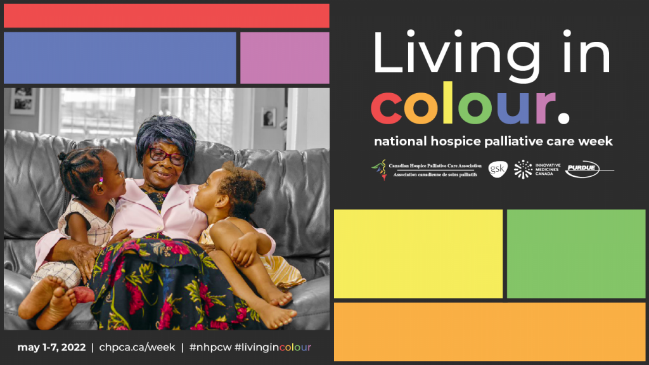 Living in
colour.
national hospice palliative care week
Canadian Hospice Palliative Care Association
Association canadienne de soins palliatifs
gsk
INNOVATIVE
MEDICINES
CANADA
PURDUE
may 1-7, 2022 | chpca.ca/week | #nhpcw #livingincolour